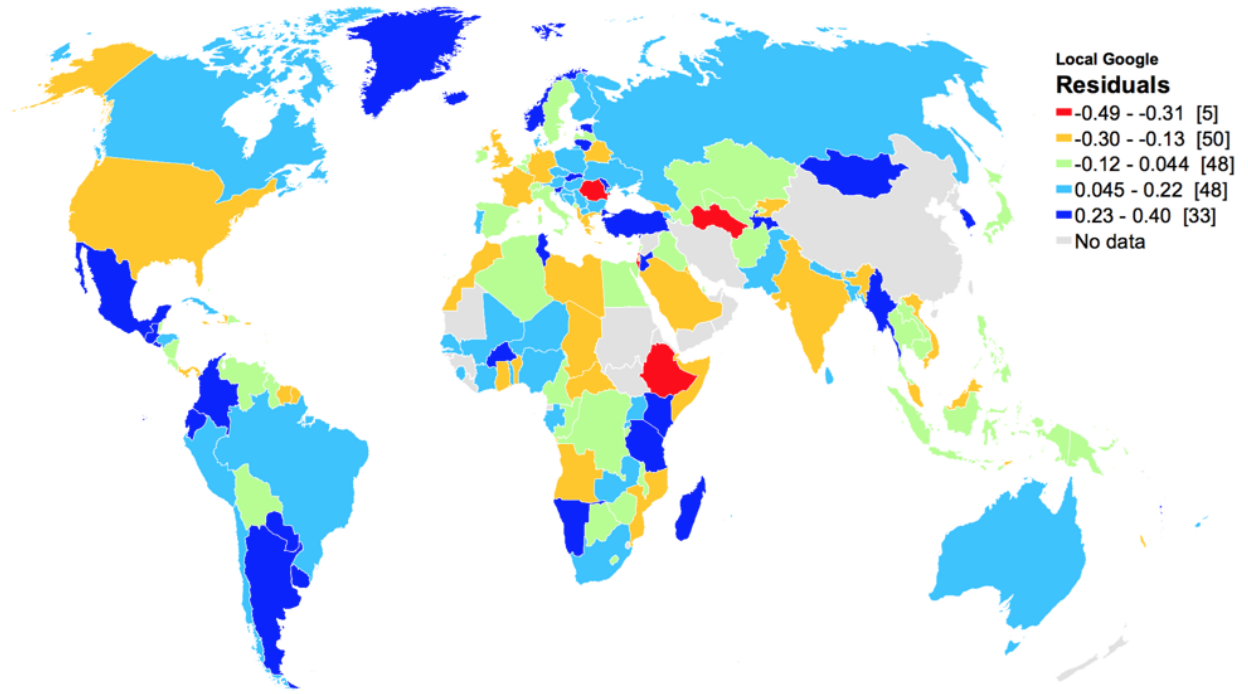 Local Google
Residuals
-0.49 - -0.31 [5]
-0.30 - -0.13 [50]
-0.12 - 0.044 [48]
0.045 - 0.22 [48]
0.23 - 0.40 [33]
No data